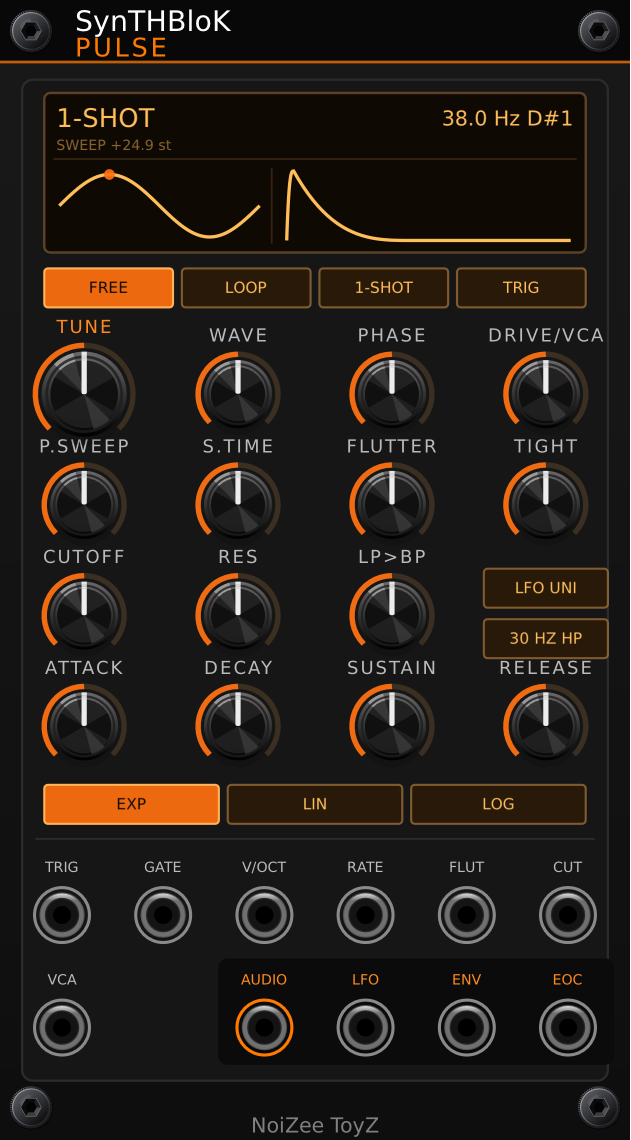 SynTHBloK
PULSE
1-SHOT 38.0 Hz D#1
SWEEP +24.9 st
FREE LOOP 1-SHOT TRIG
TUNE WAVE PHASE DRIVE/VCA
P.SWEEP S.TIME FLUTTER TIGHT
CUTOFF RES LP>BP
LFO UNI
30 HZ HP
ATTACK DECAY SUSTAIN RELEASE
EXP LIN LOG
TRIG GATE V/OCT RATE FLUT CUT
VCA AUDIO LFO ENV EOC
NoiZee ToyZ